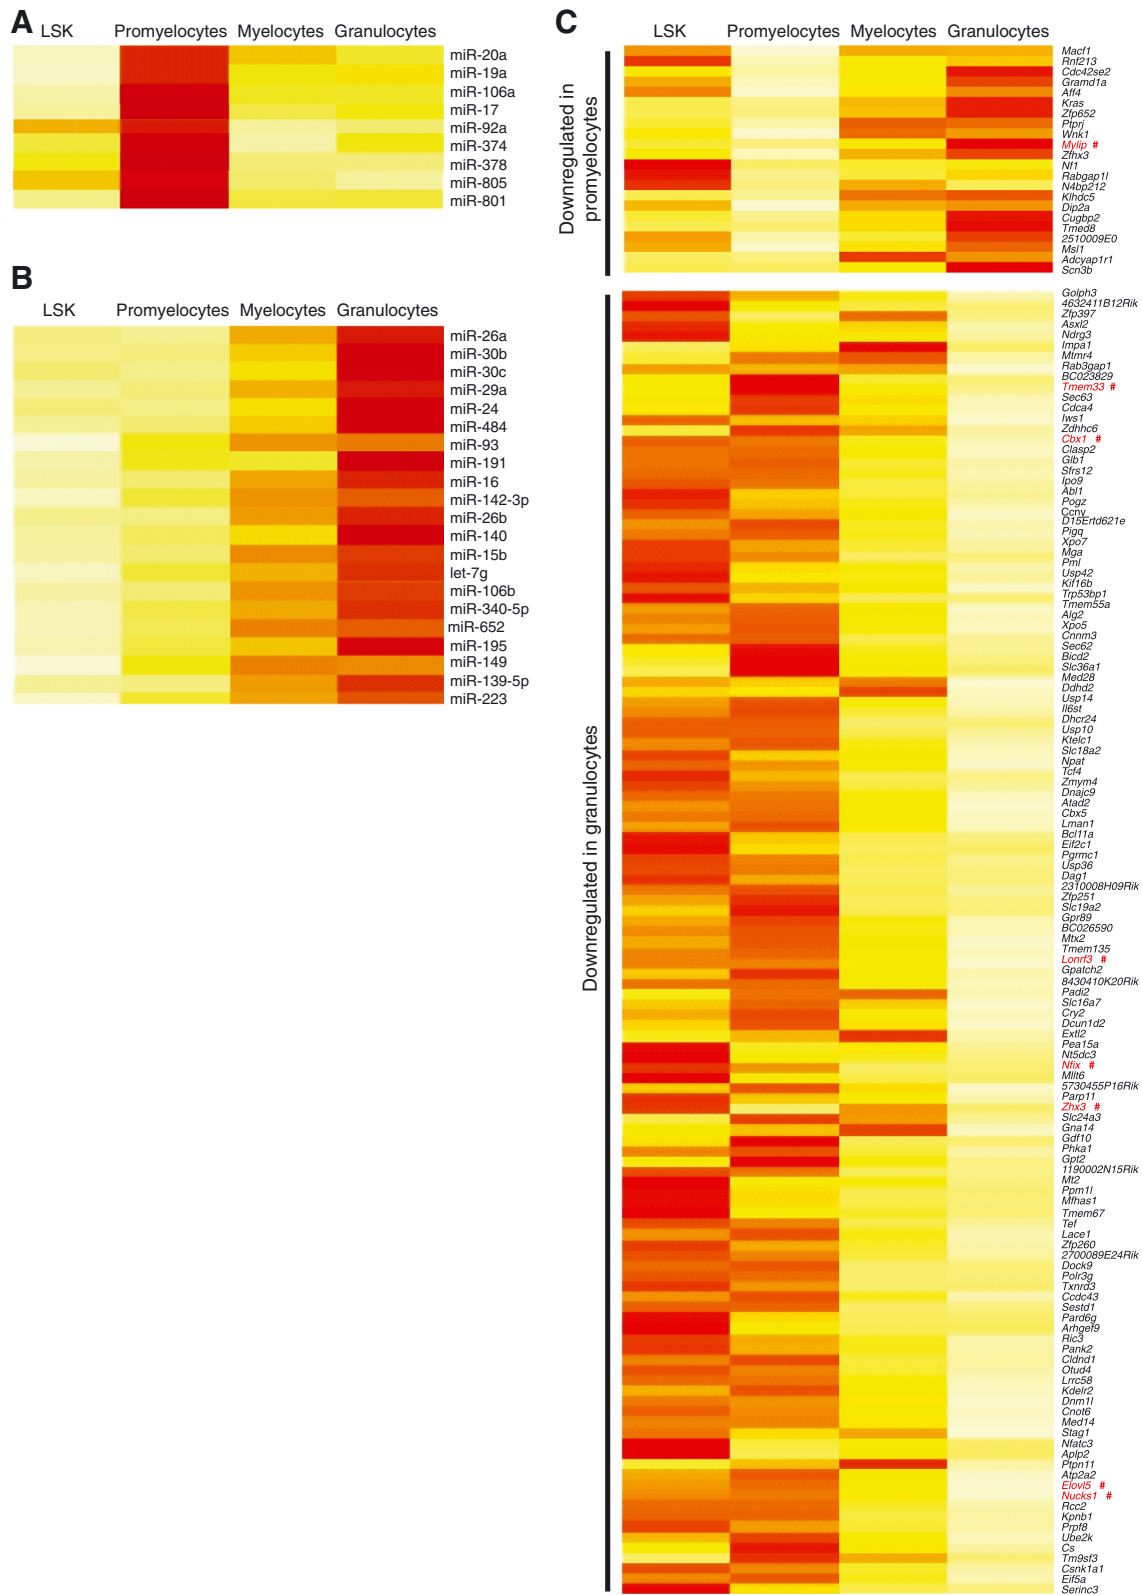 A
LSK Promyelocytes Myelocytes Granulocytes
miR-20a
miR-19a
miR-106a
miR-17
miR-92a
miR-374
miR-378
miR-805
miR-801
B
LSK Promyelocytes Myelocytes Granulocytes
miR-26a
miR-30b
miR-30c
miR-29a
miR-24
miR-484
miR-93
miR-191
miR-16
miR-142-3p
miR-26b
miR-140
miR-15b
let-7g
miR-106b
miR-340-5p
miR-652
miR-195
miR-149
miR-139-5p
miR-223
C
LSK Promyelocytes Myelocytes Granulocytes
Downregulated in
promyelocytes
Macf1
Rnf213
Cdc42se2
Gramd1a
Aff4
Kras
Zfp652
Ptprj
Wnk1
Mylip #
Zfhx3
Nf1
Rabgap1l
N4bp212
Klhdc5
Dip2a
Cugbp2
Tmed8
2510009E0
Msl1
Adcyap1r1
Scn3b
Downregulated in granulocytes
Golph3
4632411B12Rik
Zfp397
Asxl2
Ndrg3
Impa1
Mtmr4
Rab3gap1
BC023829
Tmem33 #
Sec63
Cdca4
Iws1
Zdhhc6
Cbx1 #
Clasp2
Glb1
Sfrs12
Ipo9
Abl1
Pogz
Ccny
D15Ertd621e
Pigq
Xpo7
Mga
Pml
Usp42
Kif16b
Trp53bp1
Tmem55a
Alg2
Xpo5
Cnnm3
Sec62
Bicd2
Slc36a1
Med28
Ddhd2
Usp14
Il6st
Dhcr24
Usp10
Ktelc1
Slc18a2
Npat
Tcf4
Zmym4
Dnajc9
Atad2
Cbx5
Lman1
Bcl11a
Eif2c1
Pgrmc1
Usp36
Dag1
2310008H09Rik
Zfp251
Slc19a2
Gpr89
BC026590
Mtx2
Tmem135
Lonrf3 #
Gpatch2
8430410K20Rik
Padi2
Slc16a7
Cry2
Dcun1d2
Extl2
Pea15a
Nt5dc3
Nfix #
Mllt6
5730455P16Rik
Parp11
Zhx3 #
Slc24a3
Gna14
Gdf10
Phka1
Gpt2
1190002N15Rik
Mt2
Ppm1l
Mfhas1
Tmem67
Tef
Lace1
Zfp260
2700089E24Rik
Dock9
Polr3g
Txnrd3
Ccdc43
Sestd1
Pard6g
Arhgef9
Ric3
Pank2
Cldnd1
Otud4
Lrrc58
Kdelr2
Dnm1l
Cnot6
Med14
Stag1
Nfatc3
Aplp2
Ptpn11
Atp2a2
Elovl5 #
Nucks1 #
Rcc2
Kpnb1
Prpf8
Ube2k
Cs
Tm9sf3
Csnk1a1
Eif5a
Serinc3